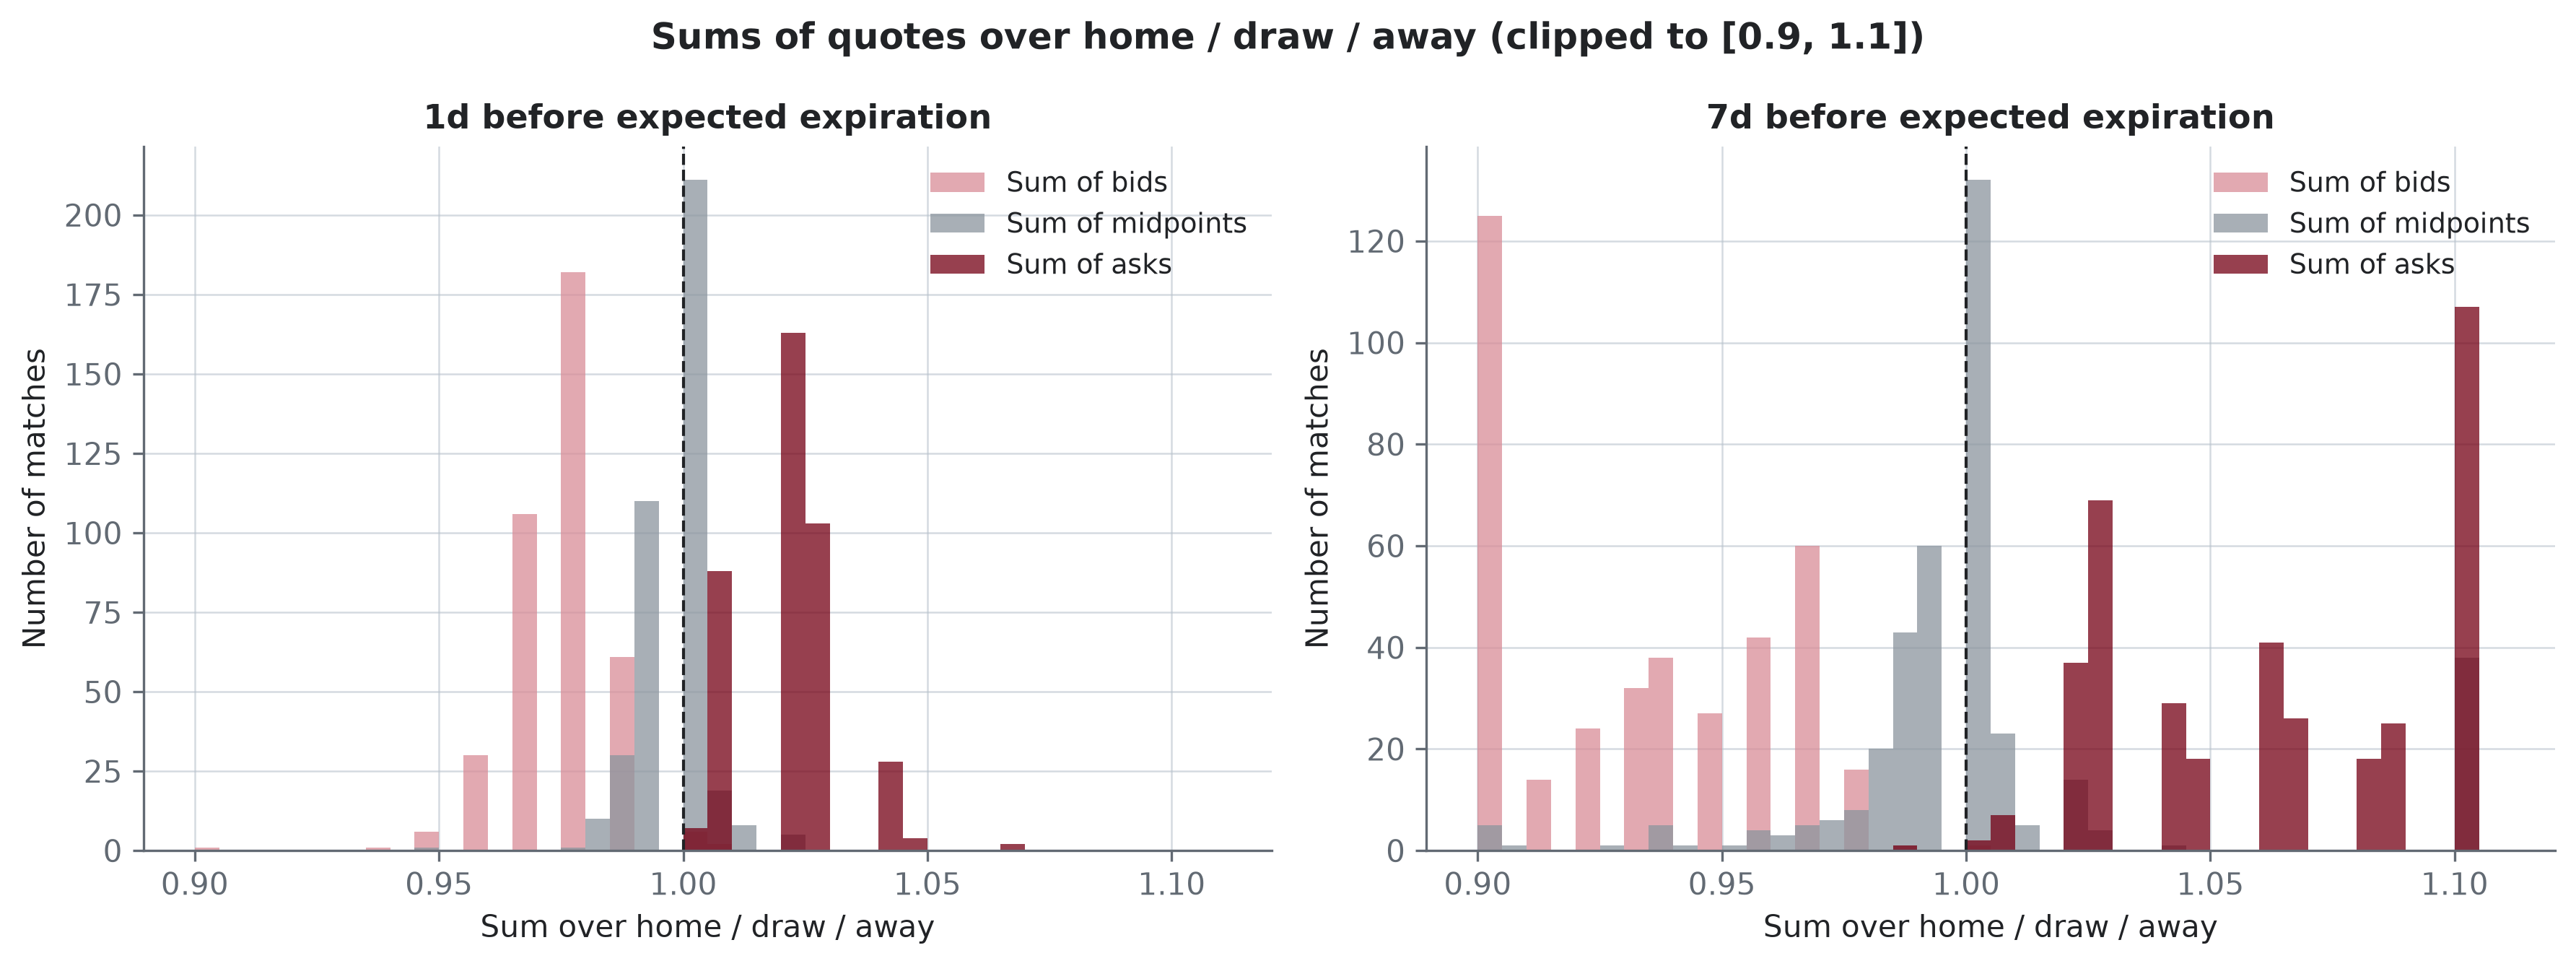 Sums of quotes over home / draw / away (clipped to [0.9, 1.1])
1d before expected expiration
Number of matches
200
175
150
125
100
75
50
25
0
0.90
0.95
1.00
1.05
1.10
Sum over home / draw / away
Sum of bids
Sum of midpoints
Sum of asks
7d before expected expiration
Number of matches
120
100
80
60
40
20
0
0.90
0.95
1.00
1.05
1.10
Sum over home / draw / away
Sum of bids
Sum of midpoints
Sum of asks